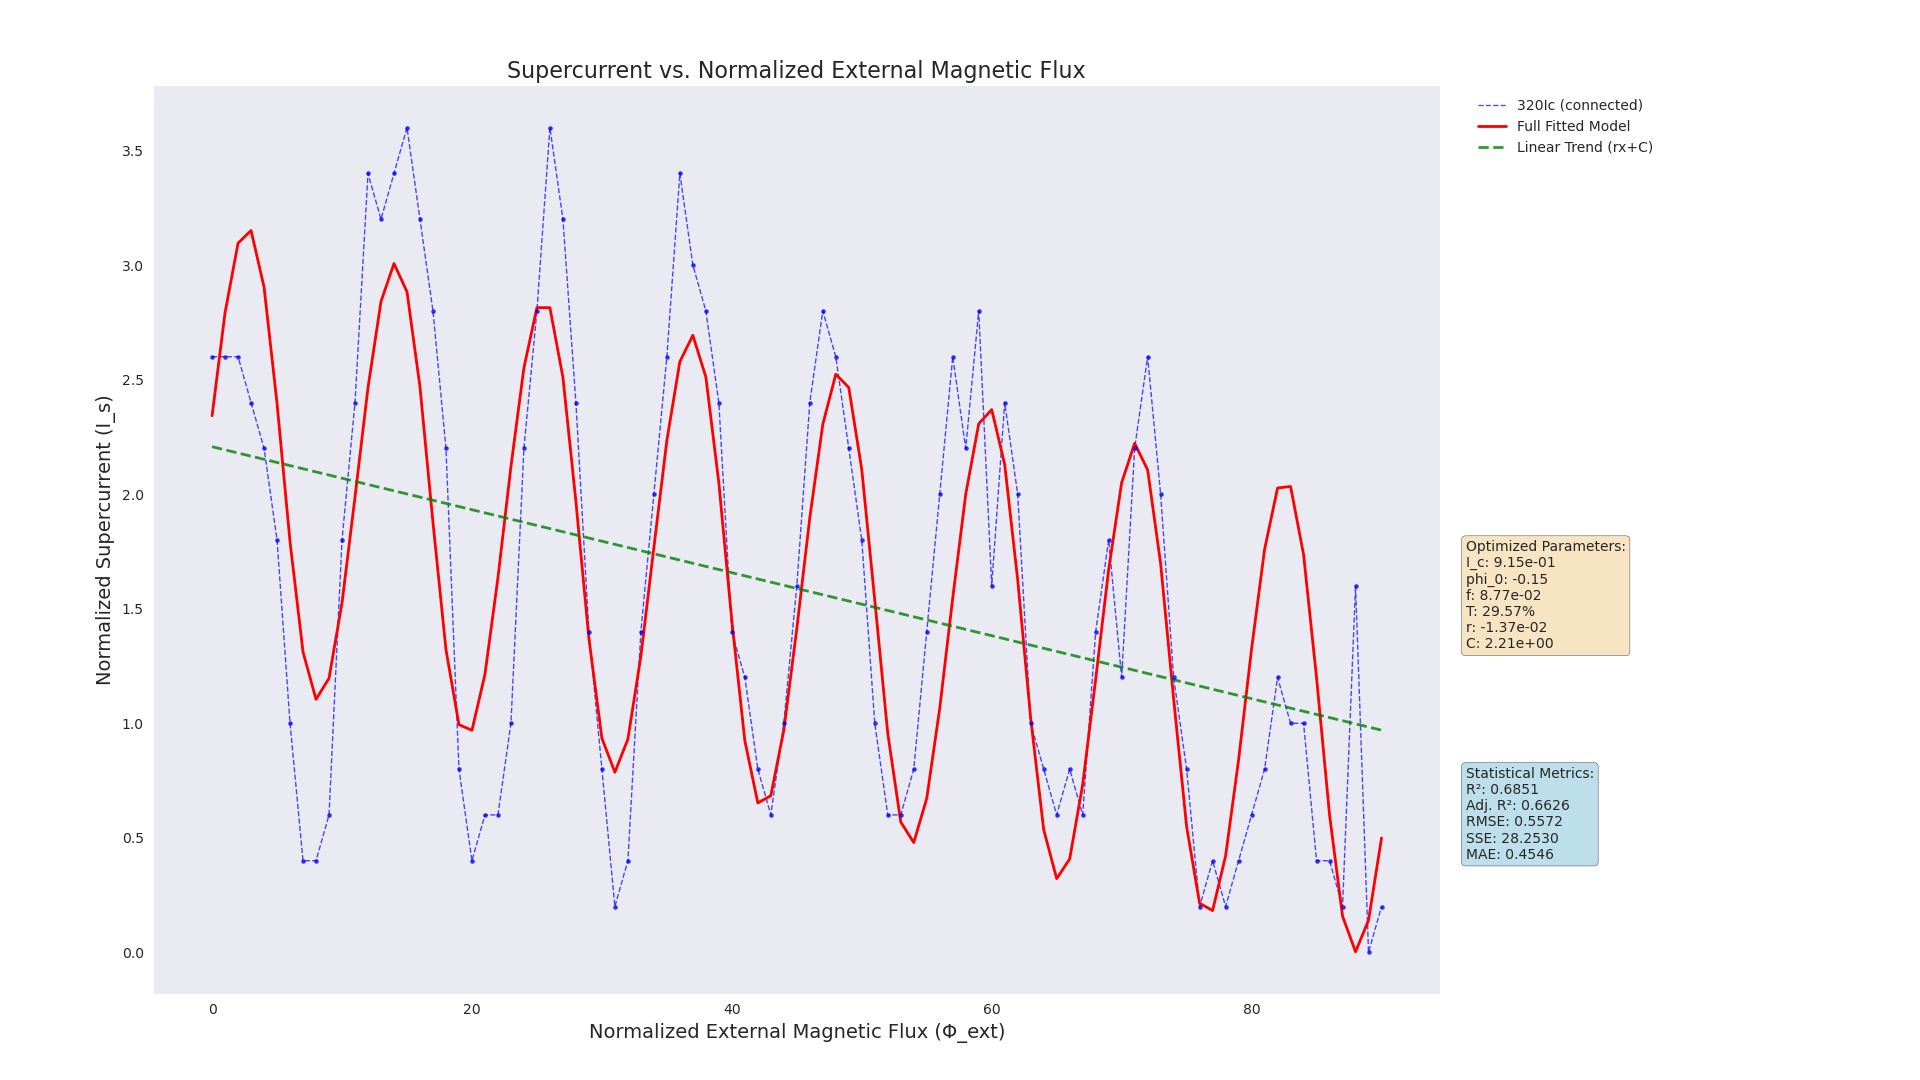 Supercurrent vs. Normalized External Magnetic Flux
3.5
3.0
2.5
2.0
1.5
1.0
0.5
0.0
Normalized Supercurrent (I_s)
0
20
40
60
80
Normalized External Magnetic Flux (Φ_ext)
320Ic (connected)
Full Fitted Model
Linear Trend (rx+C)
Optimized Parameters:
I_c: 9.15e-01
phi_0: -0.15
f: 8.77e-02
T: 29.57%
r: -1.37e-02
C: 2.21e+00
Statistical Metrics:
R²: 0.6851
Adj. R²: 0.6626
RMSE: 0.5572
SSE: 28.2530
MAE: 0.4546